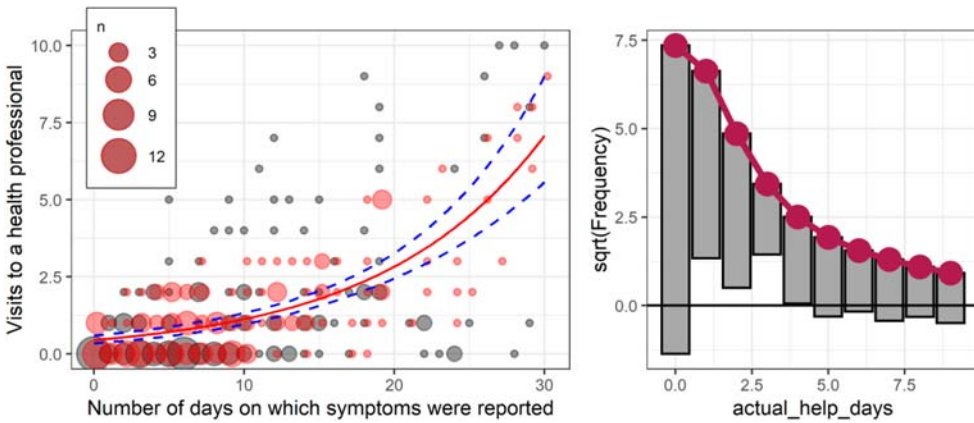 n
3
6
9
12
10.0
7.5
5.0
2.5
0.0
0 10 20 30
Visits to a health professional
Number of days on which symptoms were reported
7.5
5.0
2.5
0.0
0.0 2.5 5.0 7.5
sqrt(Frequency)
actual_help_days